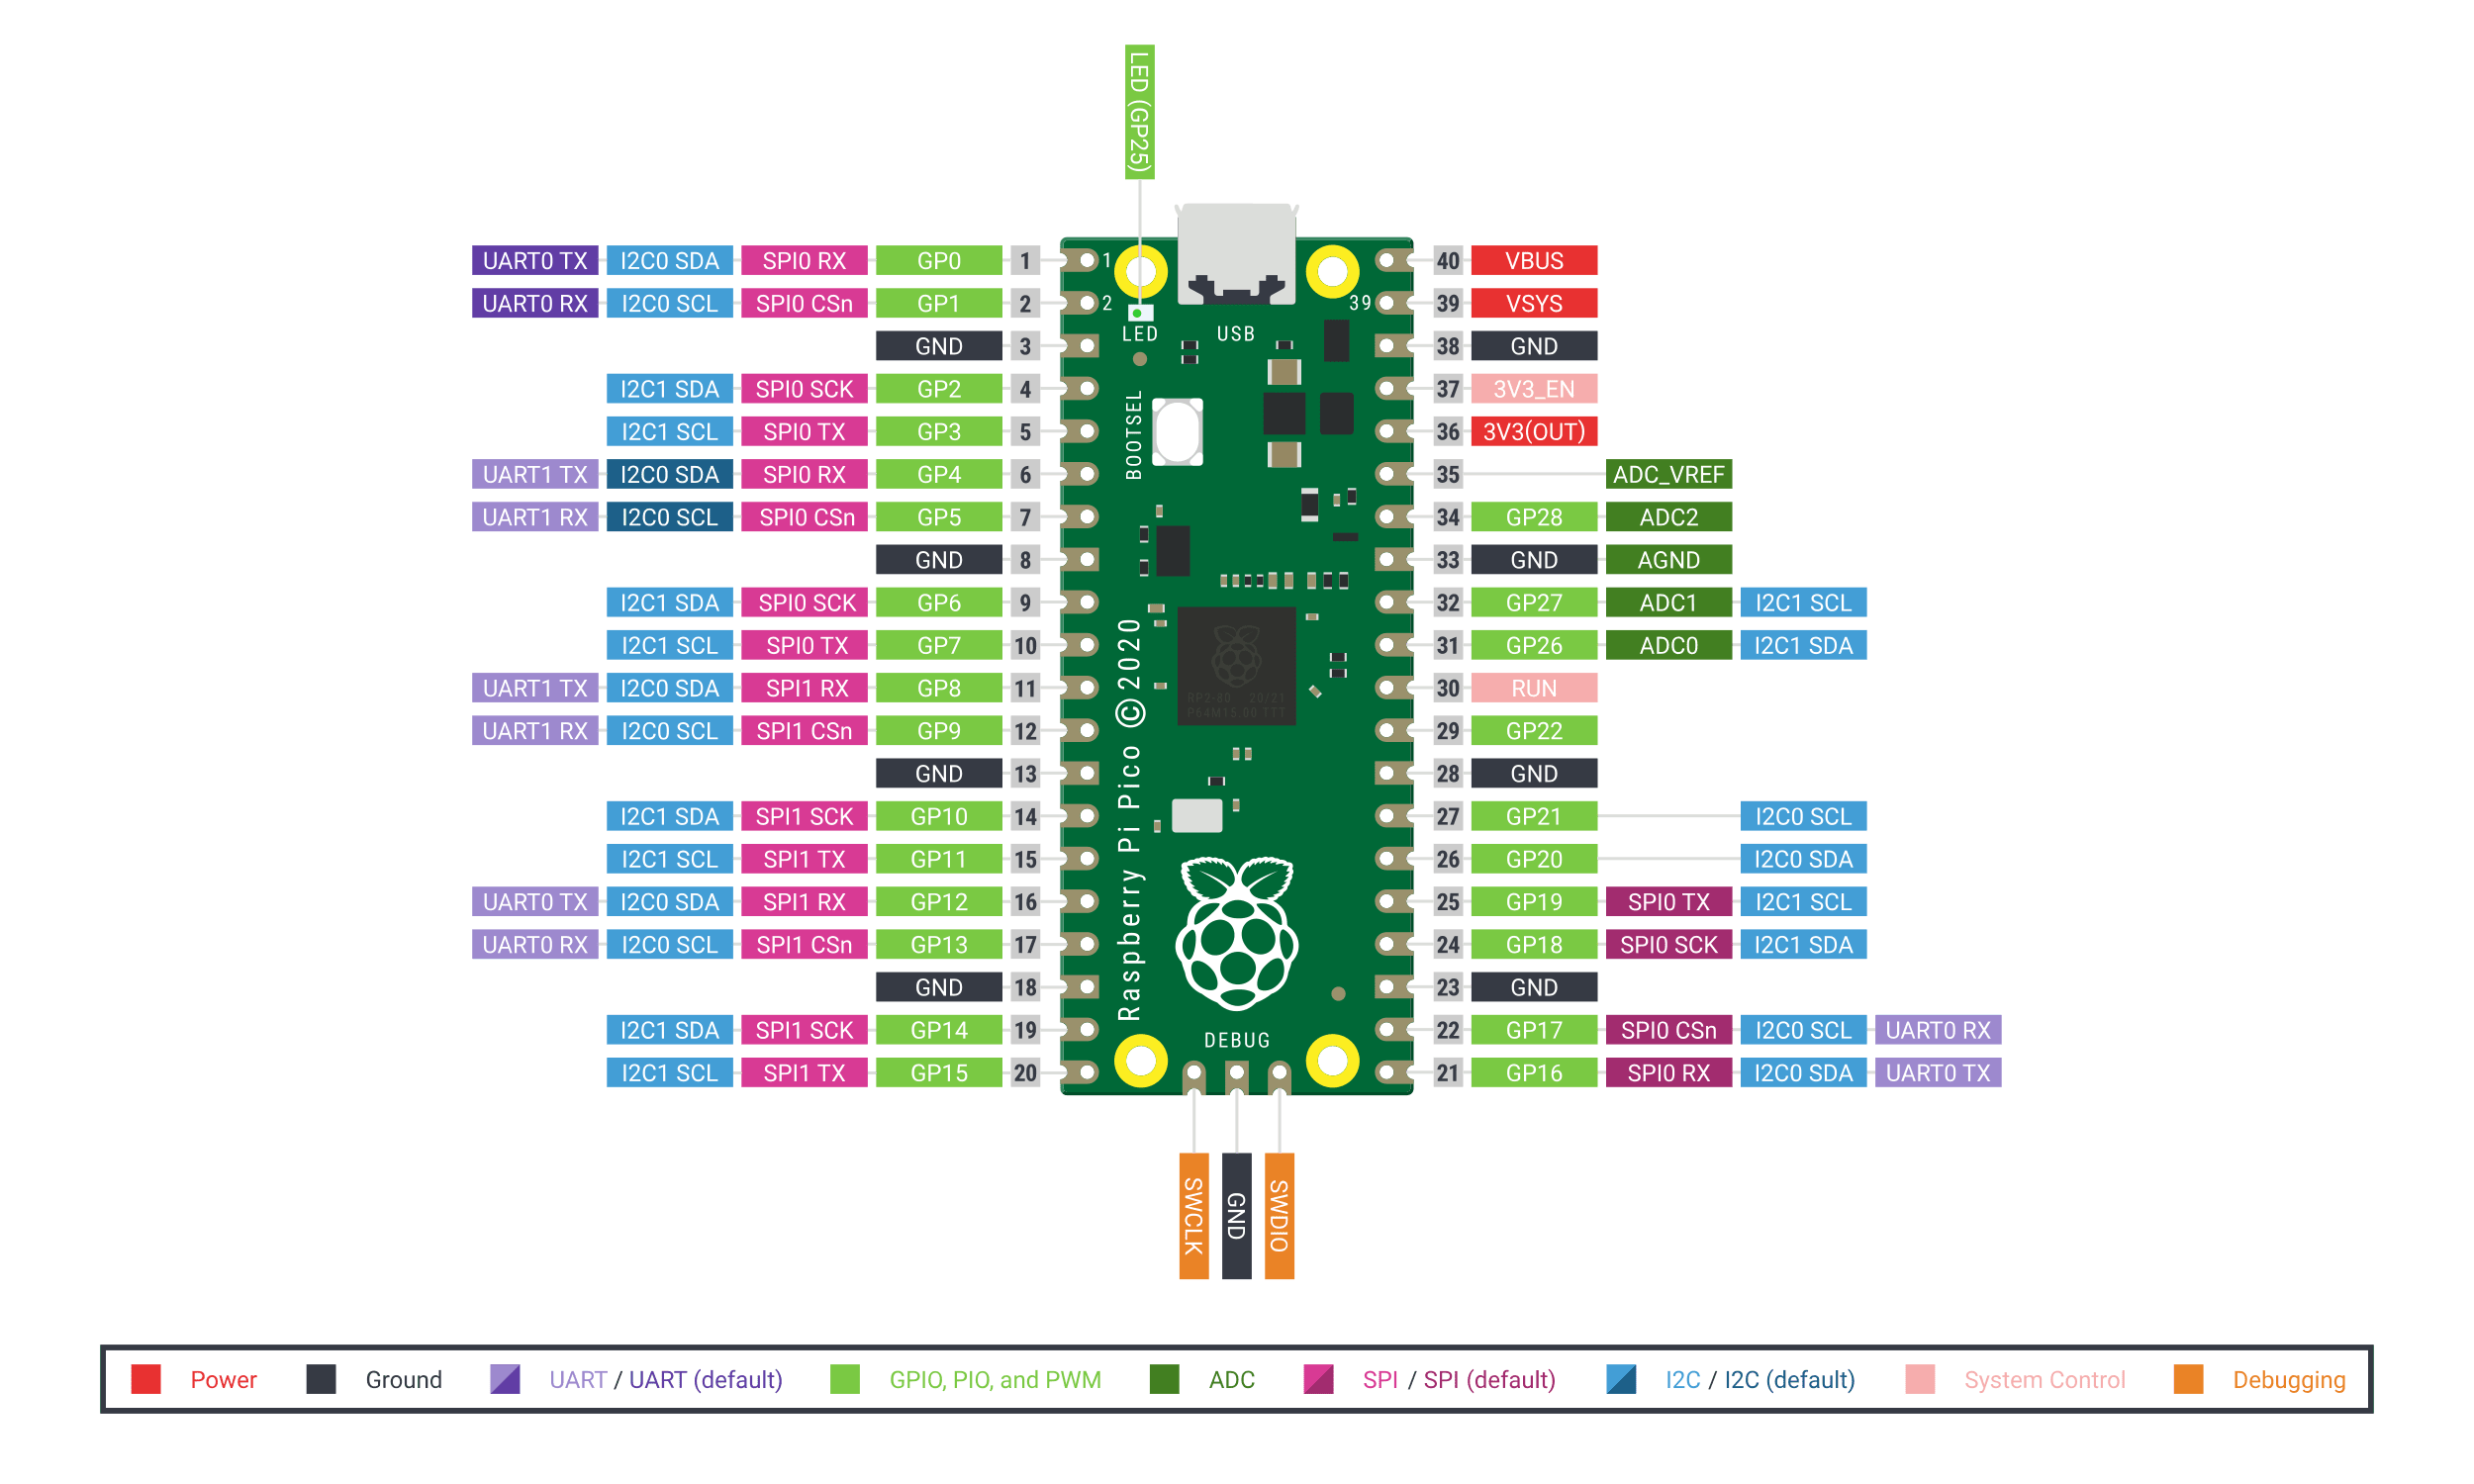 LED (GP25)
UART0 TX I2C0 SDA SPI0 RX GP0 1 1 40 VBUS
UART0 RX I2C0 SCL SPI0 CSn GP1 2 2 39 39 VSYS
LED USB
GND 3 38 GND
I2C1 SDA SPI0 SCK GP2 4 37 3V3_EN
I2C1 SCL SPI0 TX GP3 5 36 3V3(OUT)
BOOTSEL
UART1 TX I2C0 SDA SPI0 RX GP4 6 35 ADC_VREF
UART1 RX I2C0 SCL SPI0 CSn GP5 7 34 GP28 ADC2
GND 8 33 GND AGND
I2C1 SDA SPI0 SCK GP6 9 32 GP27 ADC1 I2C1 SCL
I2C1 SCL SPI0 TX GP7 10 31 GP26 ADC0 I2C1 SDA
UART1 TX I2C0 SDA SPI1 RX GP8 11 30 RUN
RP2-B0 20/21
P64M15.00 TTT
UART1 RX I2C0 SCL SPI1 CSn GP9 12 29 GP22
GND 13 28 GND
I2C1 SDA SPI1 SCK GP10 14 27 GP21 I2C0 SCL
I2C1 SCL SPI1 TX GP11 15 26 GP20 I2C0 SDA
Raspberry Pi Pico ©2020
UART0 TX I2C0 SDA SPI1 RX GP12 16 25 GP19 SPI0 TX I2C1 SCL
UART0 RX I2C0 SCL SPI1 CSn GP13 17 24 GP18 SPI0 SCK I2C1 SDA
GND 18 23 GND
I2C1 SDA SPI1 SCK GP14 19 22 GP17 SPI0 CSn I2C0 SCL UART0 RX
DEBUG
I2C1 SCL SPI1 TX GP15 20 21 GP16 SPI0 RX I2C0 SDA UART0 TX
SWCLK
GND
SWDIO
Power Ground UART / UART (default) GPIO, PIO, and PWM ADC SPI / SPI (default) I2C / I2C (default) System Control Debugging